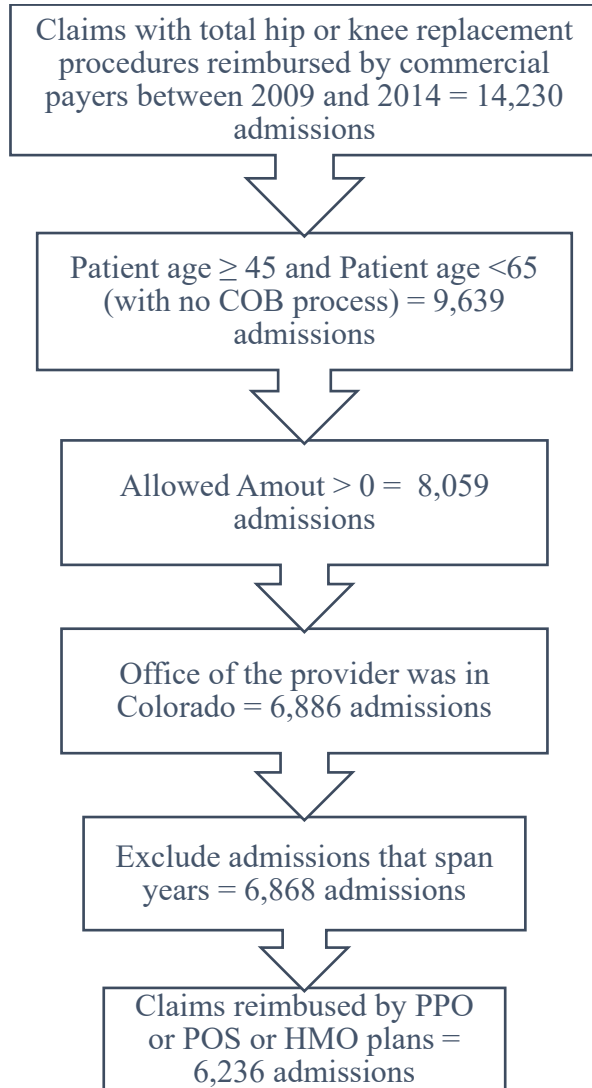 Claims with total hip or knee replacement
procedures reimbursed by commercial
payers between 2009 and 2014 = 14,230
admissions
Patient age ≥ 45 and Patient age <65
(with no COB process) = 9,639
admissions
Allowed Amout > 0 = 8,059
admissions
Office of the provider was in
Colorado = 6,886 admissions
Exclude admissions that span
years = 6,868 admissions
Claims reimbused by PPO
or POS or HMO plans =
6,236 admissions